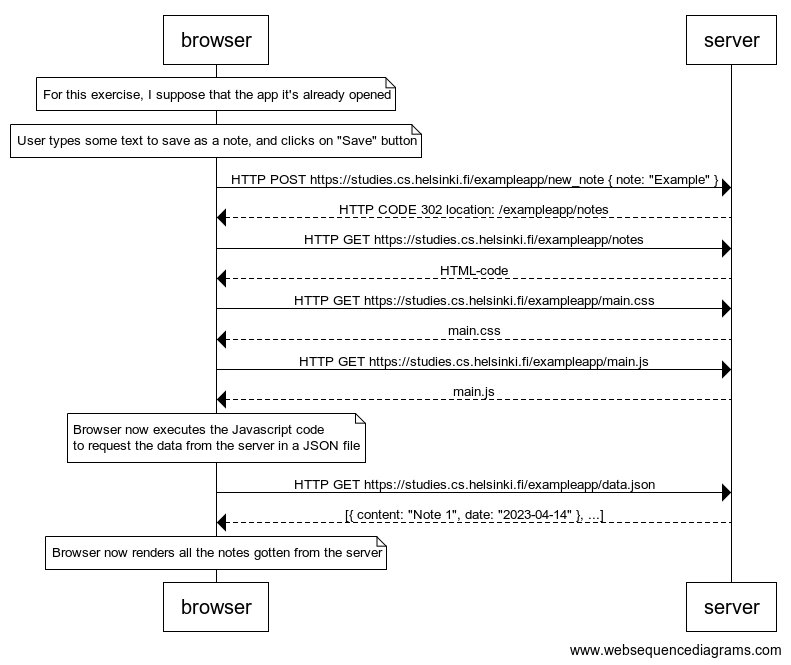 browser
server
For this exercise, I suppose that the app it's already opened
User types some text to save as a note, and clicks on "Save" button
HTTP POST https://studies.cs.helsinki.fi/exampleapp/new_note { note: "Example" }
HTTP CODE 302 location: /exampleapp/notes
HTTP GET https://studies.cs.helsinki.fi/exampleapp/notes
HTML-code
HTTP GET https://studies.cs.helsinki.fi/exampleapp/main.css
main.css
HTTP GET https://studies.cs.helsinki.fi/exampleapp/main.js
main.js
Browser now executes the Javascript code
to request the data from the server in a JSON file
HTTP GET https://studies.cs.helsinki.fi/exampleapp/data.json
[{ content: "Note 1", date: "2023-04-14" }, ...]
Browser now renders all the notes gotten from the server
browser
server
www.websequencediagrams.com